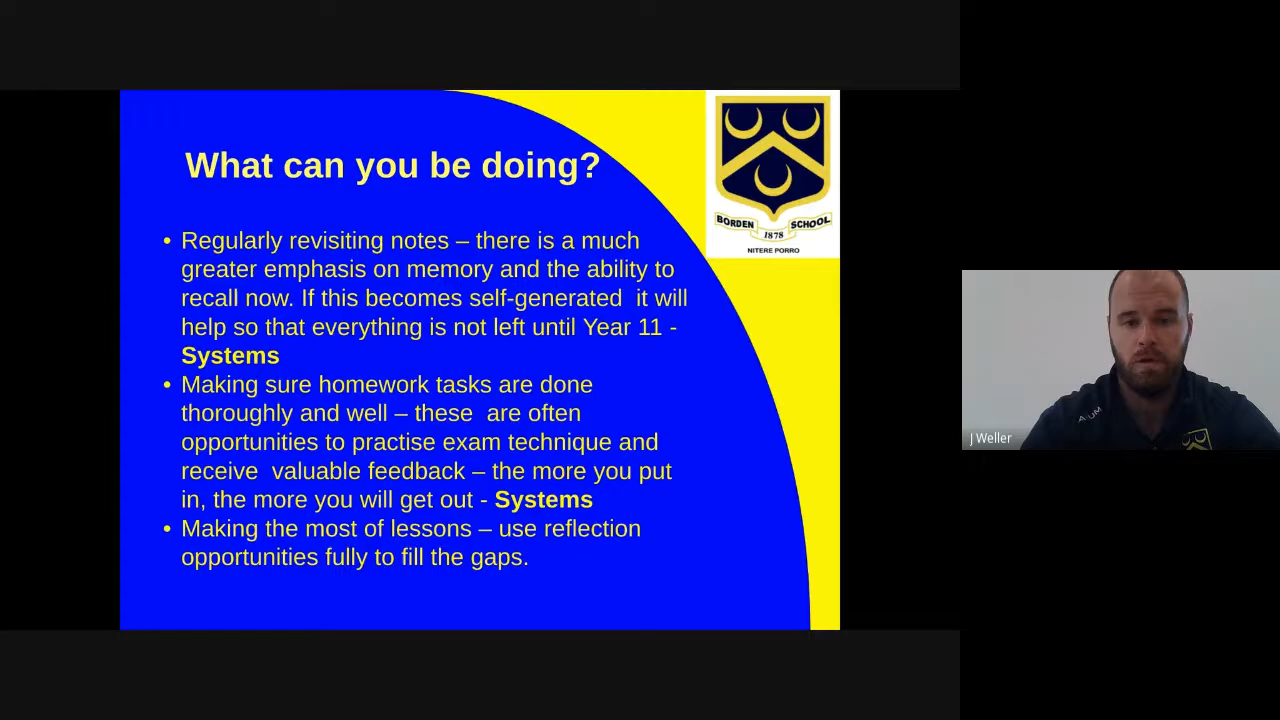 What can you be doing?
• Regularly revisiting notes – there is a much
greater emphasis on memory and the ability to
recall now. If this becomes self-generated  it will
help so that everything is not left until Year 11 -
Systems
• Making sure homework tasks are done
thoroughly and well – these  are often
opportunities to practise exam technique and
receive  valuable feedback – the more you put
in, the more you will get out - Systems
• Making the most of lessons – use reflection
opportunities fully to fill the gaps.
BORDEN SCHOOL
1878
NITERE PORRO
J Weller